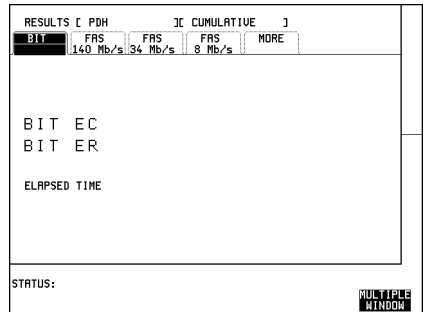 RESULTS [ PDH ][ CUMULATIVE ]
BIT FAS FAS FAS MORE
140 Mb/s 34 Mb/s 8 Mb/s
BIT EC
BIT ER
ELAPSED TIME
STATUS:
MULTIPLE
WINDOW